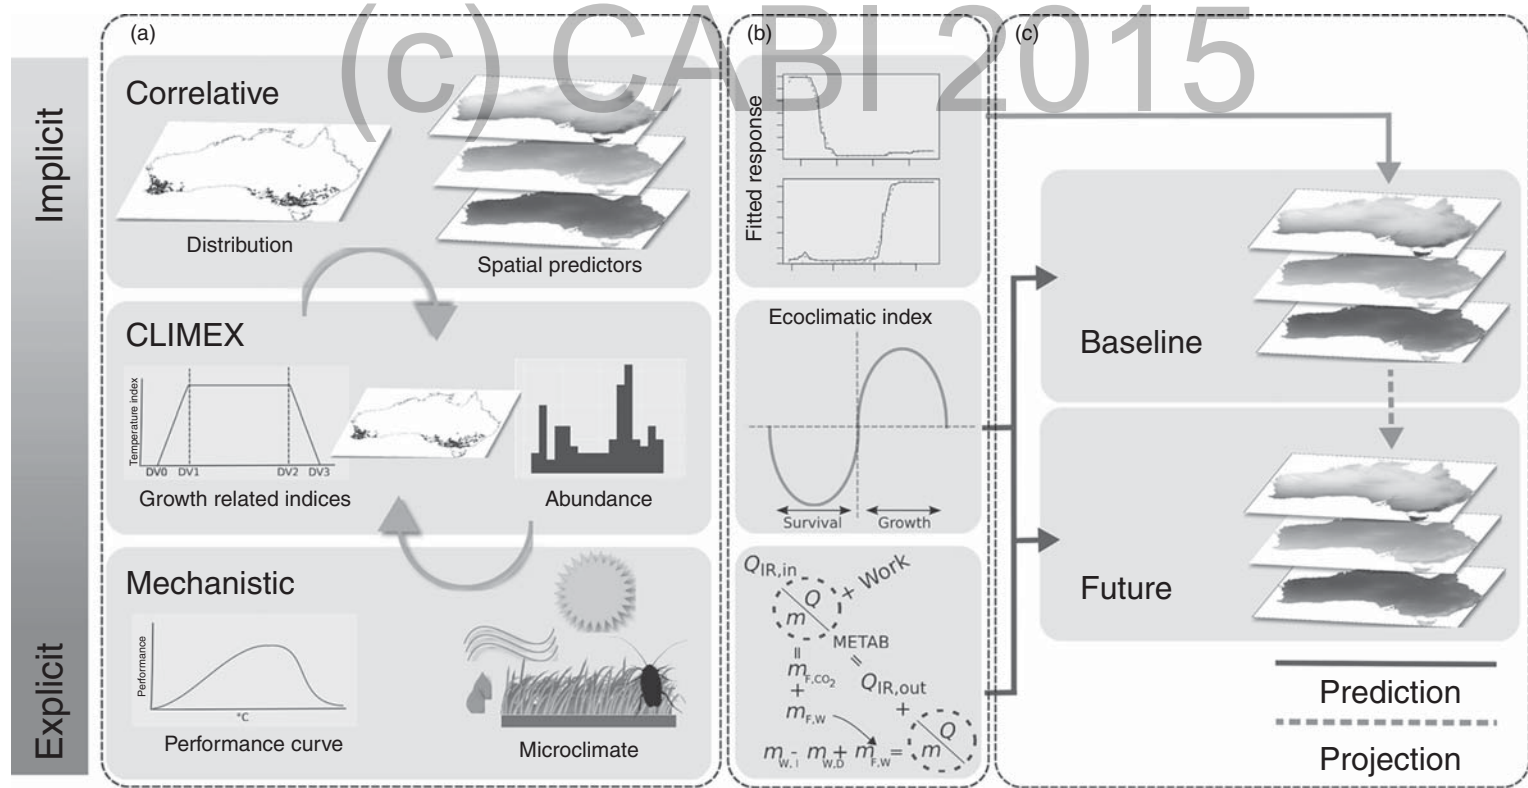 (c) CABI 2015
(a)
(b)
(c)
Implicit
Explicit
Correlative
Distribution
Spatial predictors
CLIMEX
Temperature index
DV0 DV1 DV2 DV3
Growth related indices
Abundance
Mechanistic
Performance
°C
Performance curve
Microclimate
Fitted response
Ecoclimatic index
Survival
Growth
Q_IR,in
Q
m
+ Work
METAB
=
=
m_F,CO2
Q_IR,out
+
+
m_F,W
m_W,I - m_W,D + m_F,W =
Q
m
Baseline
Future
Prediction
Projection